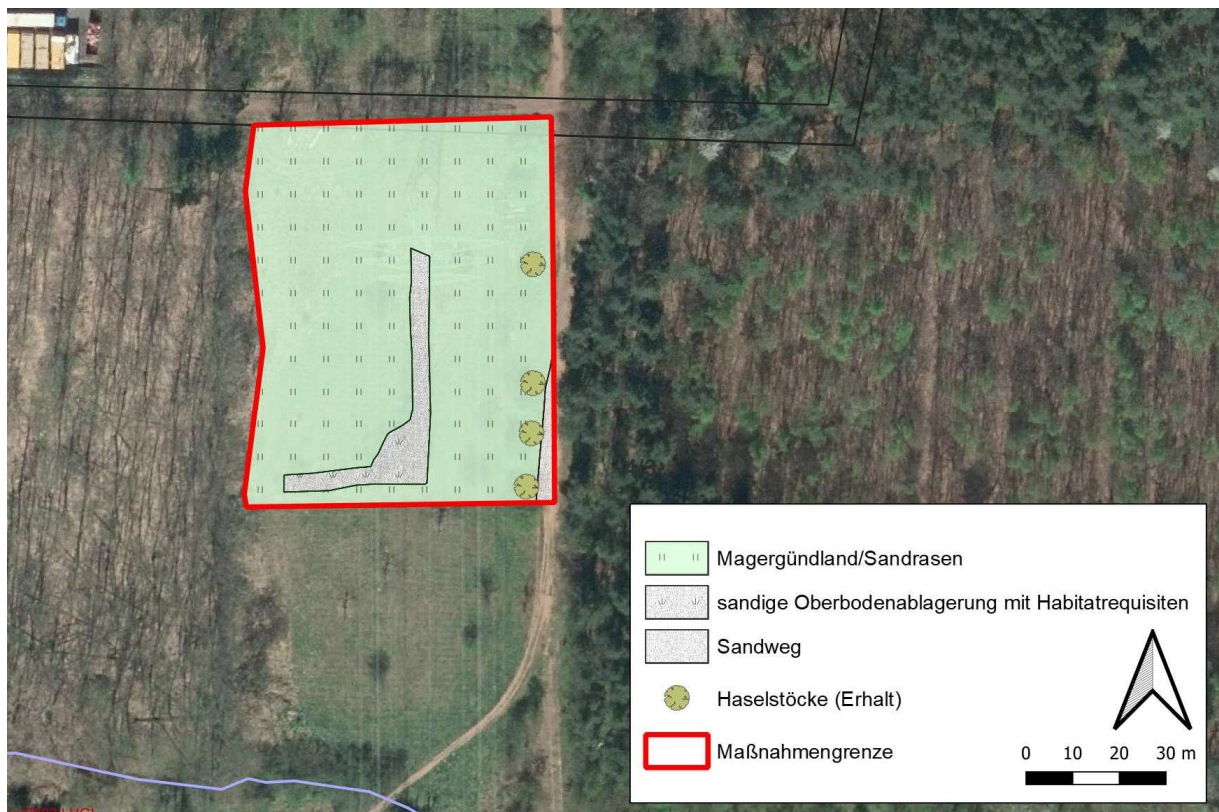 Magergündland/Sandrasen
sandige Oberbodenablagerung mit Habitatrequisiten
Sandweg
Haselstöcke (Erhalt)
Maßnahmengrenze
0 10 20 30 m